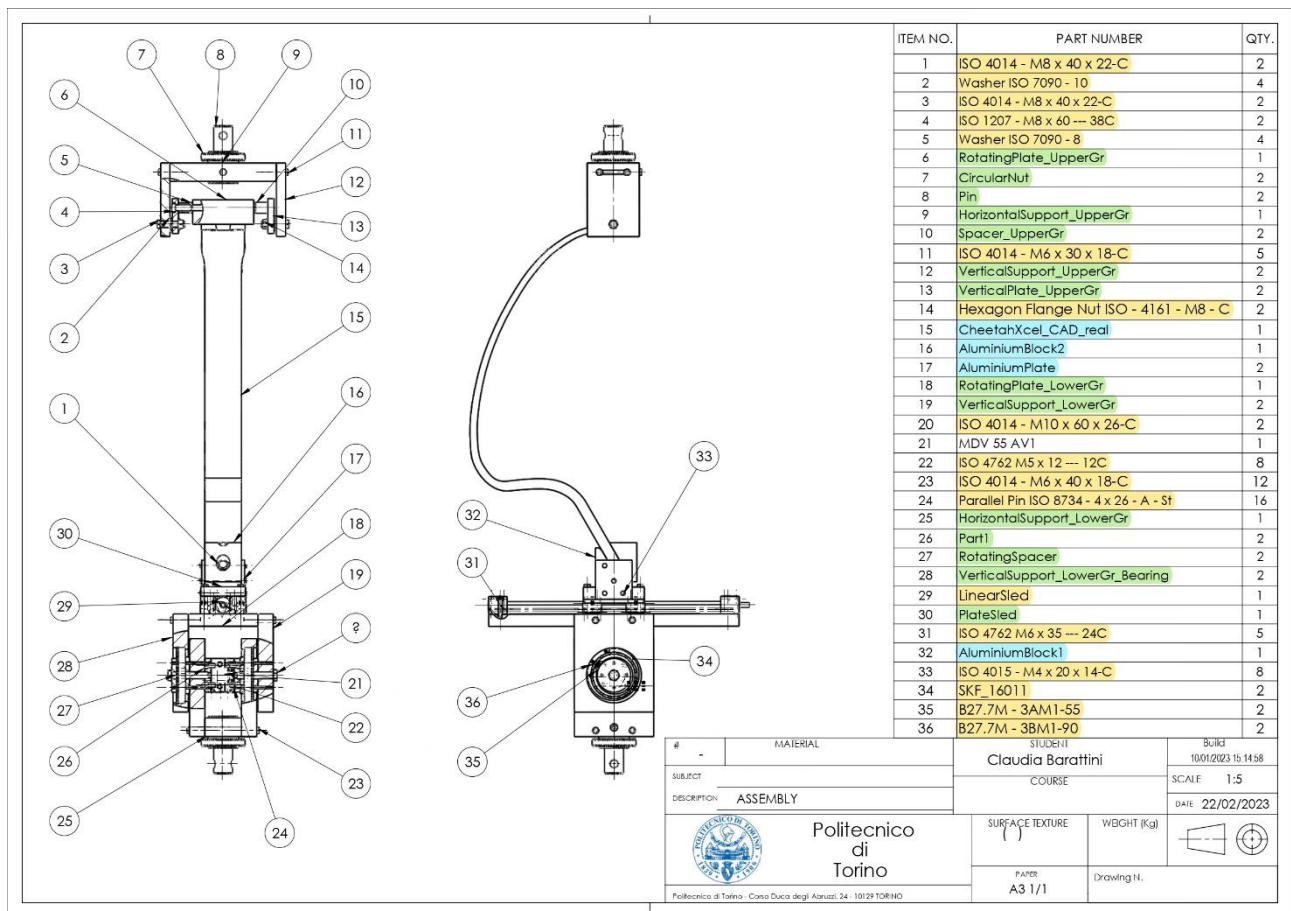 7
8
9
10
6
11
5
12
4
13
3
14
2
15
1
16
17
30
18
29
19
?
28
21
27
22
26
23
25
24
33
32
31
34
36
35
ITEM NO. PART NUMBER QTY.
1 ISO 4014 - M8 x 40 x 22-C 2
2 Washer ISO 7090 - 10 4
3 ISO 4014 - M8 x 40 x 22-C 2
4 ISO 1207 - M8 x 60 --- 38C 2
5 Washer ISO 7090 - 8 4
6 RotatingPlate_UpperGr 1
7 CircularNut 2
8 Pin 2
9 HorizontalSupport_UpperGr 1
10 Spacer_UpperGr 2
11 ISO 4014 - M6 x 30 x 18-C 5
12 VerticalSupport_UpperGr 2
13 VerticalPlate_UpperGr 2
14 Hexagon Flange Nut ISO - 4161 - M8 - C 2
15 CheetahXcel_CAD_real 1
16 AluminiumBlock2 1
17 AluminiumPlate 2
18 RotatingPlate_LowerGr 1
19 VerticalSupport_LowerGr 2
20 ISO 4014 - M10 x 60 x 26-C 2
21 MDV 55 AV1 1
22 ISO 4762 M5 x 12 --- 12C 8
23 ISO 4014 - M6 x 40 x 18-C 12
24 Parallel Pin ISO 8734 - 4 x 26 - A - St 16
25 HorizontalSupport_LowerGr 1
26 Part1 2
27 RotatingSpacer 2
28 VerticalSupport_LowerGr_Bearing 2
29 LinearSled 1
30 PlateSled 1
31 ISO 4762 M6 x 35 --- 24C 5
32 AluminiumBlock1 1
33 ISO 4015 - M4 x 20 x 14-C 8
34 SKF_16011 2
35 B27.7M - 3AM1-55 2
36 B27.7M - 3BM1-90 2
# - MATERIAL
STUDENT
Claudia Barattini
Build
10/01/2023 15.14.58
SUBJECT
COURSE
SCALE 1:5
DESCRIPTION ASSEMBLY
DATE 22/02/2023
POLITECNICO DI TORINO
1859 1906
Politecnico
di
Torino
SURFACE TEXTURE
( )
WEIGHT (Kg)
PAPER
A3 1/1
Drawing N.
Politecnico di Torino - Corso Duca degli Abruzzi, 24 - 10129 TORINO